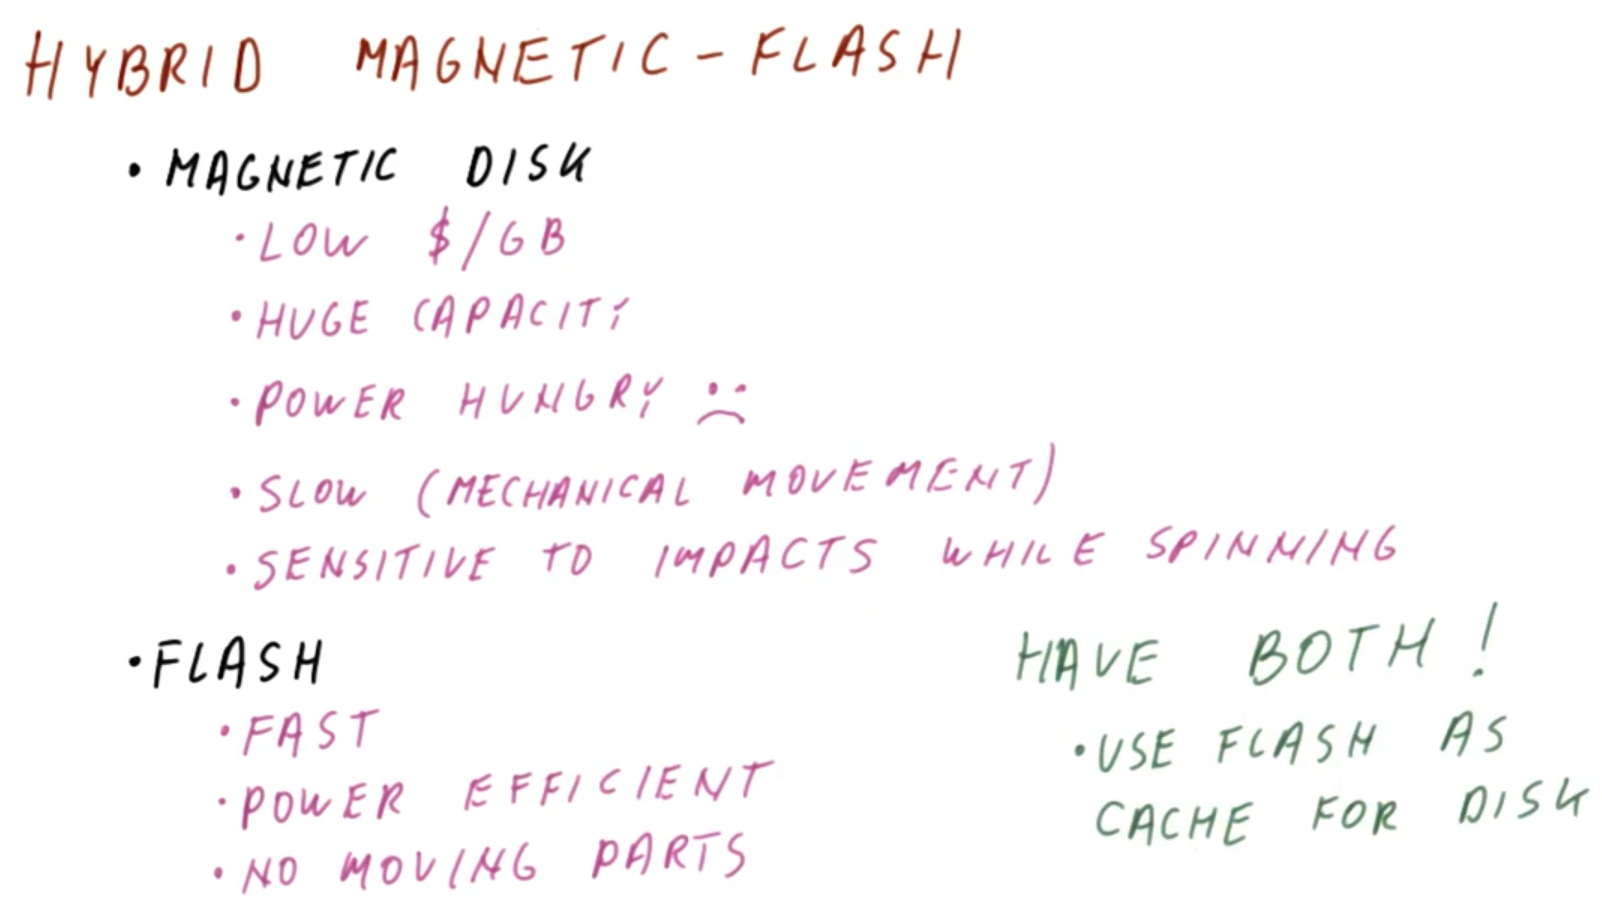 HYBRID MAGNETIC-FLASH
• MAGNETIC DISK
• LOW $/GB
• HUGE CAPACITY
• POWER HUNGRY ☹
• SLOW (MECHANICAL MOVEMENT)
• SENSITIVE TO IMPACTS WHILE SPINNING
• FLASH
• FAST
• POWER EFFICIENT
• NO MOVING PARTS
HAVE BOTH!
• USE FLASH AS
CACHE FOR DISK